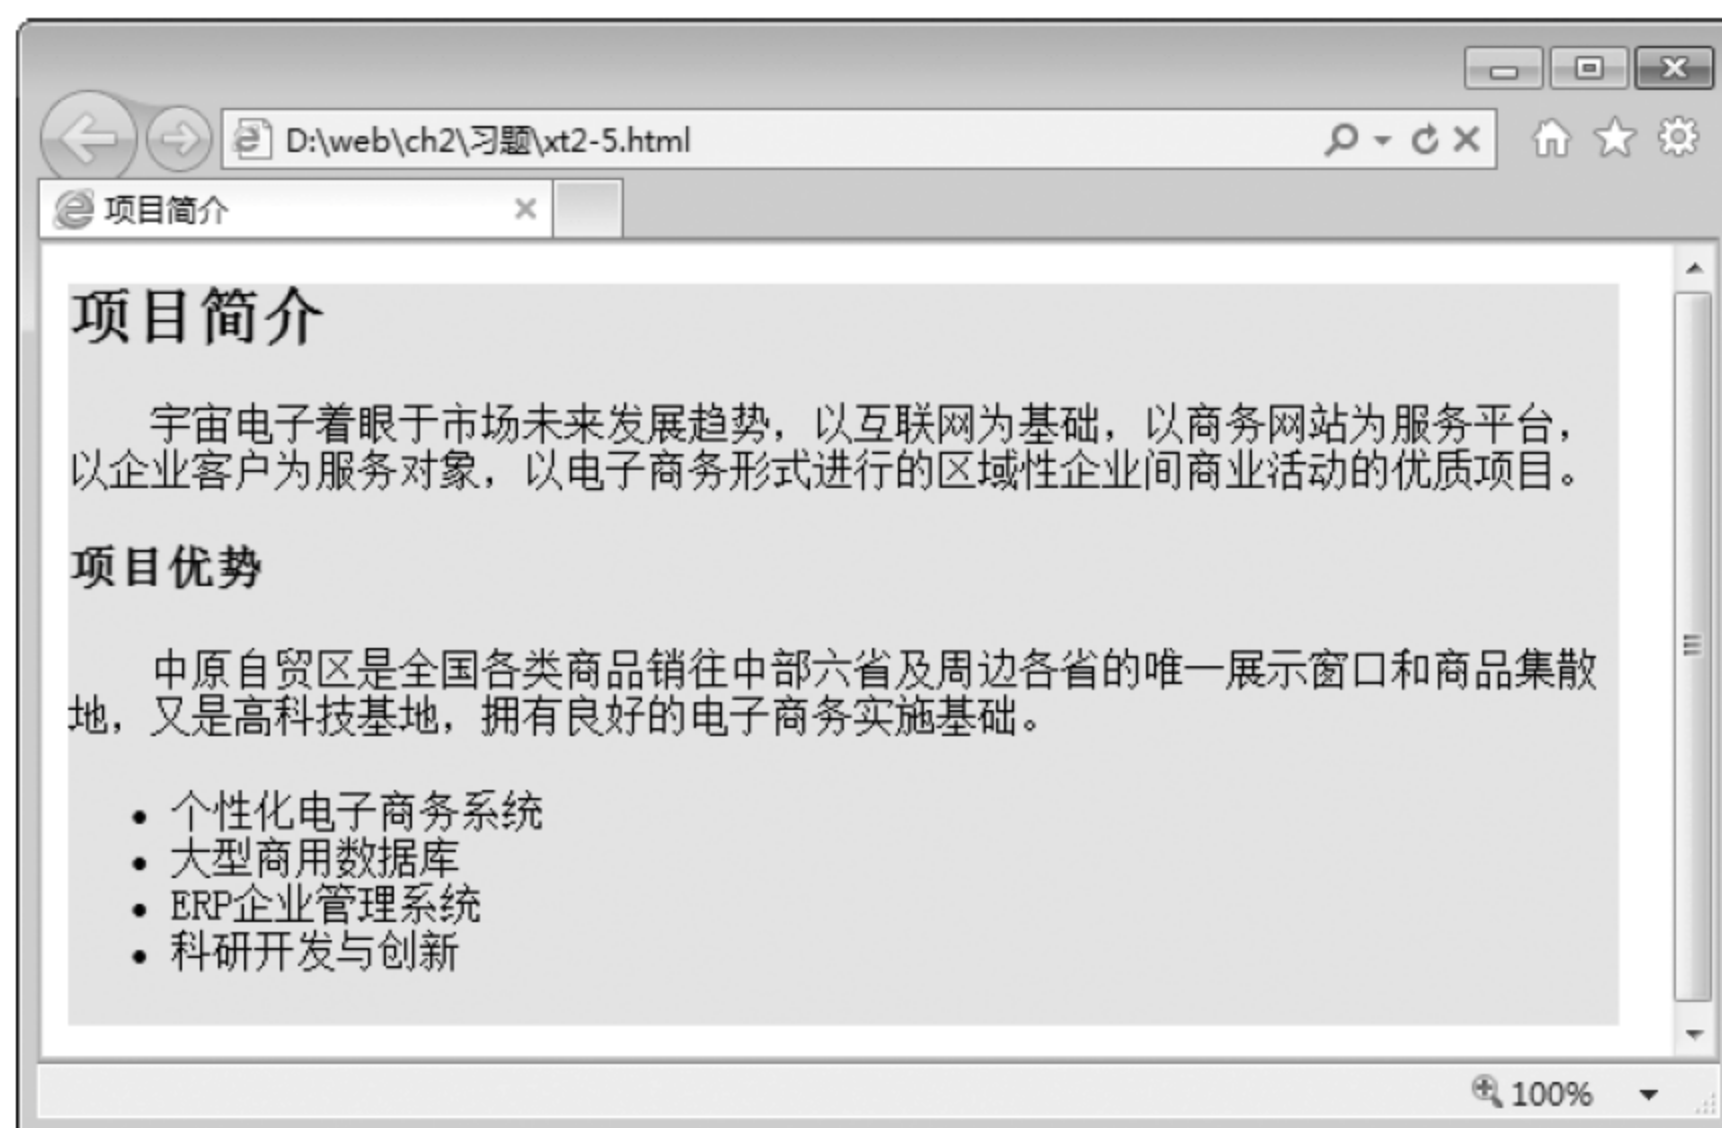 D:\web\ch2\习题\xt2-5.html
项目简介
项目简介
宇宙电子着眼于市场未来发展趋势，以互联网为基础，以商务网站为服务平台，
以企业客户为服务对象，以电子商务形式进行的区域性企业间商业活动的优质项目。
项目优势
中原自贸区是全国各类商品销往中部六省及周边各省的唯一展示窗口和商品集散
地，又是高科技基地，拥有良好的电子商务实施基础。
• 个性化电子商务系统
• 大型商用数据库
• ERP企业管理系统
• 科研开发与创新
100%